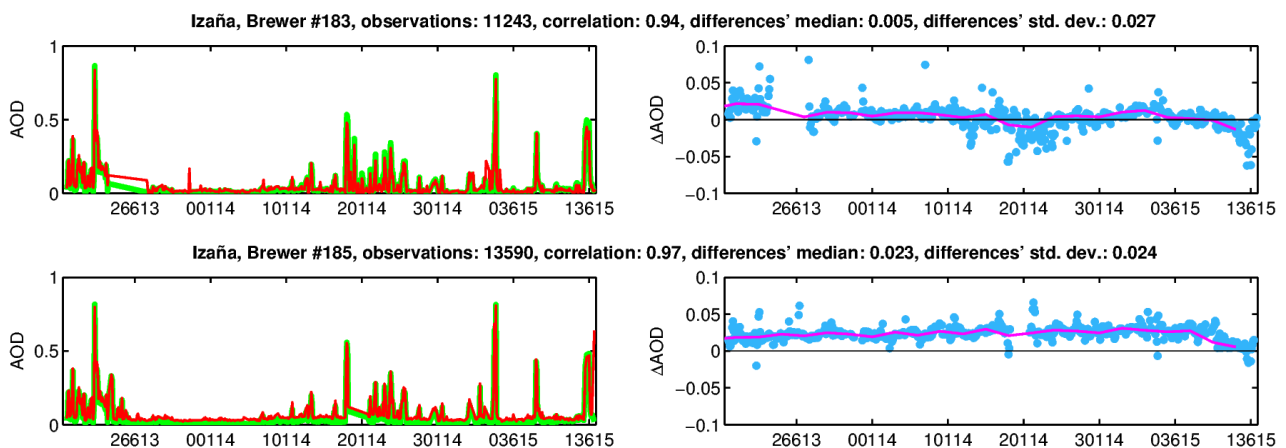 Izaña, Brewer #183, observations: 11243, correlation: 0.94, differences' median: 0.005, differences' std. dev.: 0.027
AOD
1
0.5
0
26613 00114 10114 20114 30114 03615 13615
ΔAOD
0.1
0.05
0
−0.05
−0.1
26613 00114 10114 20114 30114 03615 13615
Izaña, Brewer #185, observations: 13590, correlation: 0.97, differences' median: 0.023, differences' std. dev.: 0.024
AOD
1
0.5
0
26613 00114 10114 20114 30114 03615 13615
ΔAOD
0.1
0.05
0
−0.05
−0.1
26613 00114 10114 20114 30114 03615 13615